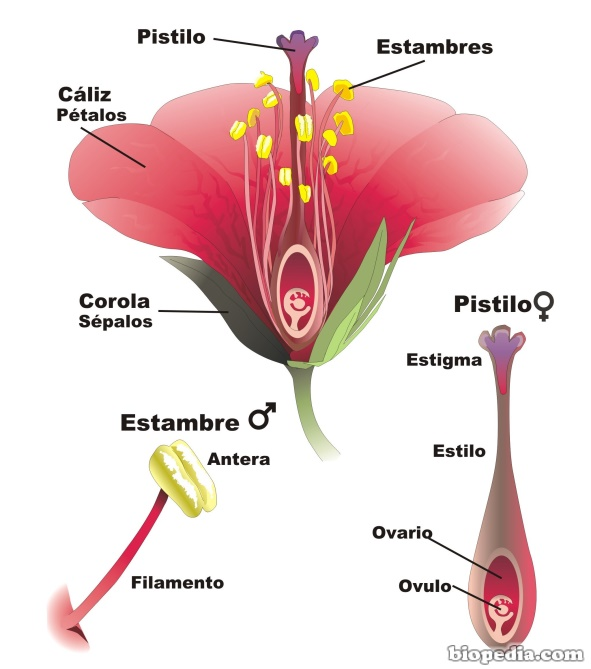 Pistilo
Estambres
Cáliz
Pétalos
Corola
Sépalos
Pistilo♀
Estigma
Estambre ♂
Antera
Estilo
Ovario
Filamento
Ovulo
biopedia.com